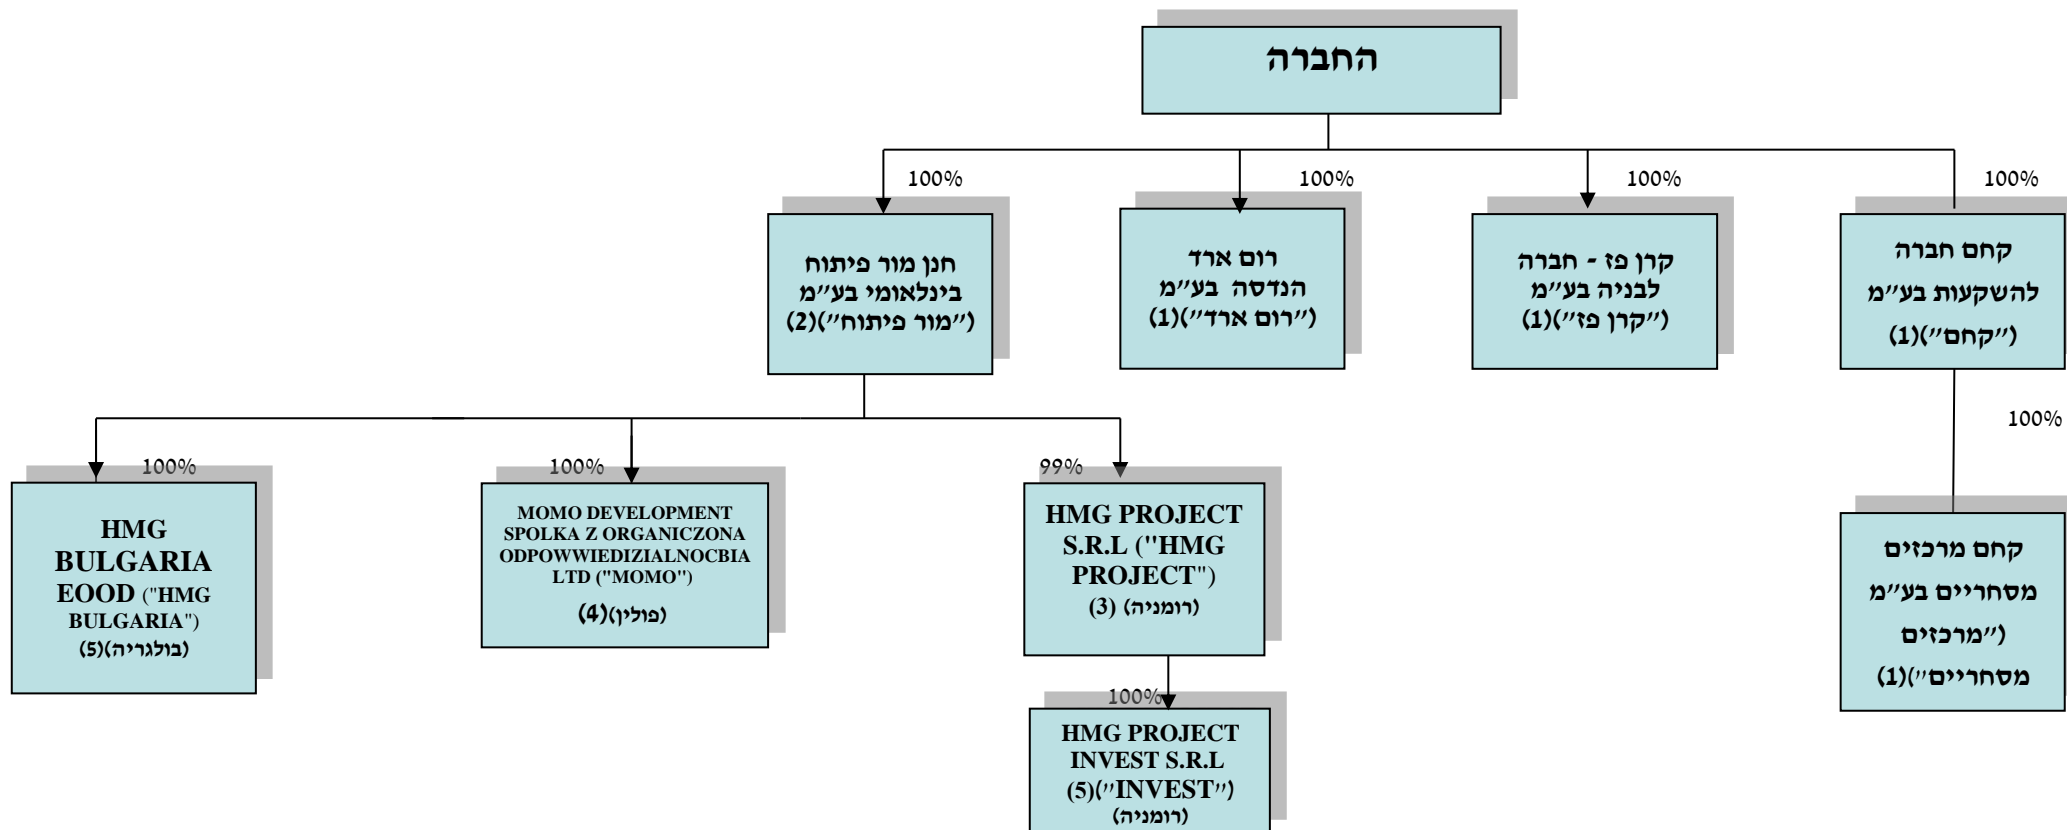 החברה
100%
100%
100%
100%
קחם חברה
להשקעות בע״מ
(״קחם״)(1)
קרן פז - חברה
לבניה בע״מ
(״קרן פז״)(1)
רום ארד
הנדסה בע״מ
(״רום ארד״)(1)
חנן מור פיתוח
בינלאומי בע״מ
(״מור פיתוח״)(2)
100%
100%
100%
99%
HMG
BULGARIA
EOOD ("HMG
BULGARIA")
(בולגריה)(5)
MOMO DEVELOPMENT
SPOLKA Z ORGANICZONA
ODPOWWIEDIZIALNOCBIA
LTD ("MOMO")
(פולין)(4)
HMG PROJECT
S.R.L ("HMG
PROJECT")
(רומניה) (3)
קחם מרכזים
מסחריים בע״מ
(״מרכזים
מסחריים״)(1)
100%
HMG PROJECT
INVEST S.R.L
(״INVEST״)(5)
(רומניה)